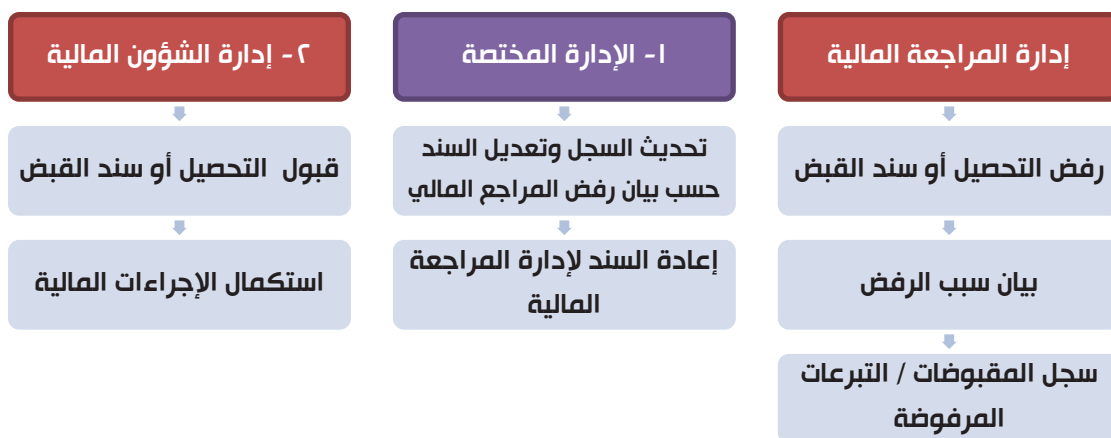 إدارة المراجعة المالية
رفض التحصيل أو سند القبض
بيان سبب الرفض
سجل المقبوضات / التبرعات
المرفوضة
١- الإدارة المختصة
تحديث السجل وتعديل السند
حسب بيان رفض المراجع المالي
إعادة السند لإدارة المراجعة
المالية
٢- إدارة الشؤون المالية
قبول التحصيل أو سند القبض
استكمال الإجراءات المالية